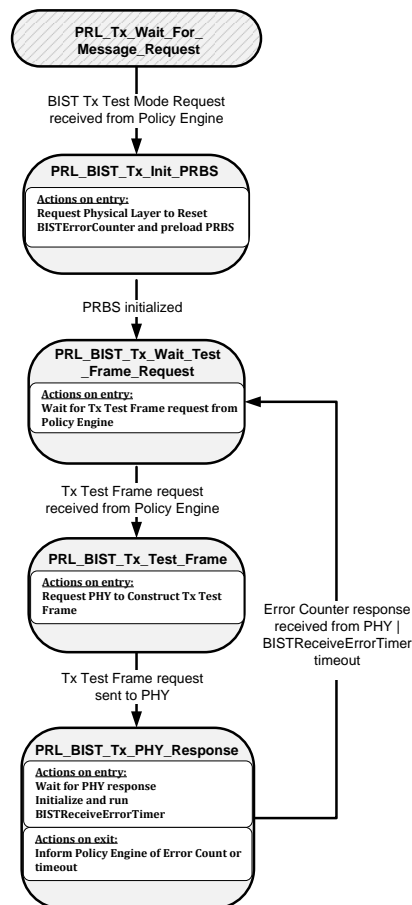 PRL_Tx_Wait_For_
Message_Request
BIST Tx Test Mode Request
received from Policy Engine
PRL_BIST_Tx_Init_PRBS
Actions on entry:
Request Physical Layer to Reset
BISTErrorCounter and preload PRBS
PRBS initialized
PRL_BIST_Tx_Wait_Test
_Frame_Request
Actions on entry:
Wait for Tx Test Frame request from
Policy Engine
Tx Test Frame request
received from Policy Engine
PRL_BIST_Tx_Test_Frame
Actions on entry:
Request PHY to Construct Tx Test
Frame
Error Counter response
received from PHY |
BISTReceiveErrorTimer
timeout
Tx Test Frame request
sent to PHY
PRL_BIST_Tx_PHY_Response
Actions on entry:
Wait for PHY response
Initialize and run
BISTReceiveErrorTimer
Actions on exit:
Inform Policy Engine of Error Count or
timeout